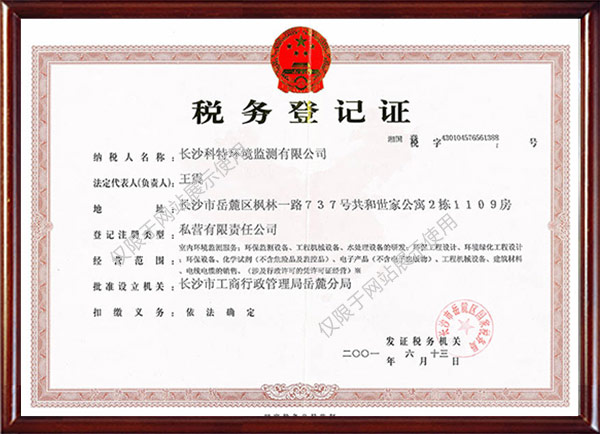 税务登记证
湘国 税 字 430104576561388 号
纳税人名称: 长沙科特环境监测有限公司
法定代表人(负责人): 王震
地 址: 长沙市岳麓区枫林一路737号共和世家公寓2栋1109房
登记注册类型: 私营有限责任公司
室内环境监测服务; 环保监测设备、工程机械设备、水处理设备的研发; 环保工程设计、环境绿化工程设计
经营范围: ; 环保设备、化学试剂(不含危险品及监控品)、电子产品(不含电子出版物)、工程机械设备、建筑材料
、电线电缆的销售。(涉及行政许可的凭许可证经营)※
批准设立机关: 长沙市工商行政管理局岳麓分局
扣缴义务: 依法确定
发证税务机关
二〇〇一 年 六 月 十三 日
长沙市岳麓区国家税务局
仅限于网站展示使用
仅限于网站展示使用